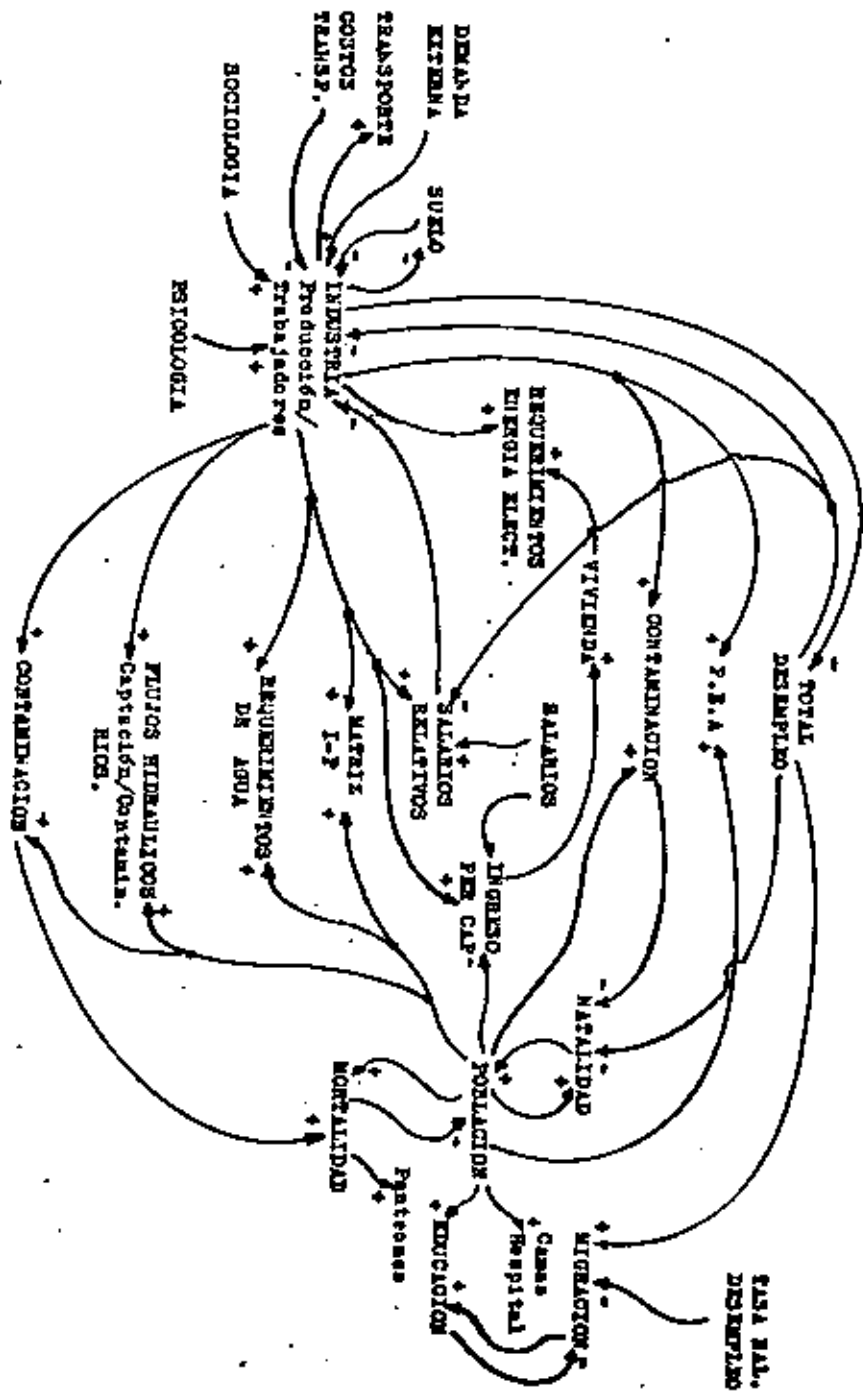 TOTAL
DESEMPLEO
TASA NAL.
DESEMPLEO
P.E.A
CONTAMINACION
NATALIDAD
MIGRACION
DEMANDA
EXTERNA
SUELO
REQUERIMIENTOS
ENERGIA ELECT.
VIVIENDA
SALARIOS
INGRESO
PER CAP.
Camas
Hospital
TRANSPORTE
COSTOS
TRANSP.
INDUSTRIA
Producción/
Trabajadores
SALARIOS
RELATIVOS
POBLACION
EDUCACION
MATRIZ
I-P
REQUERIMIENTOS
DE AGUA
MORTALIDAD
Panteones
SOCIOLOGIA
PSICOLOGIA
FLUJOS HIDRAULICOS
Captación/Contamin.
RIOS.
CONTAMINACION